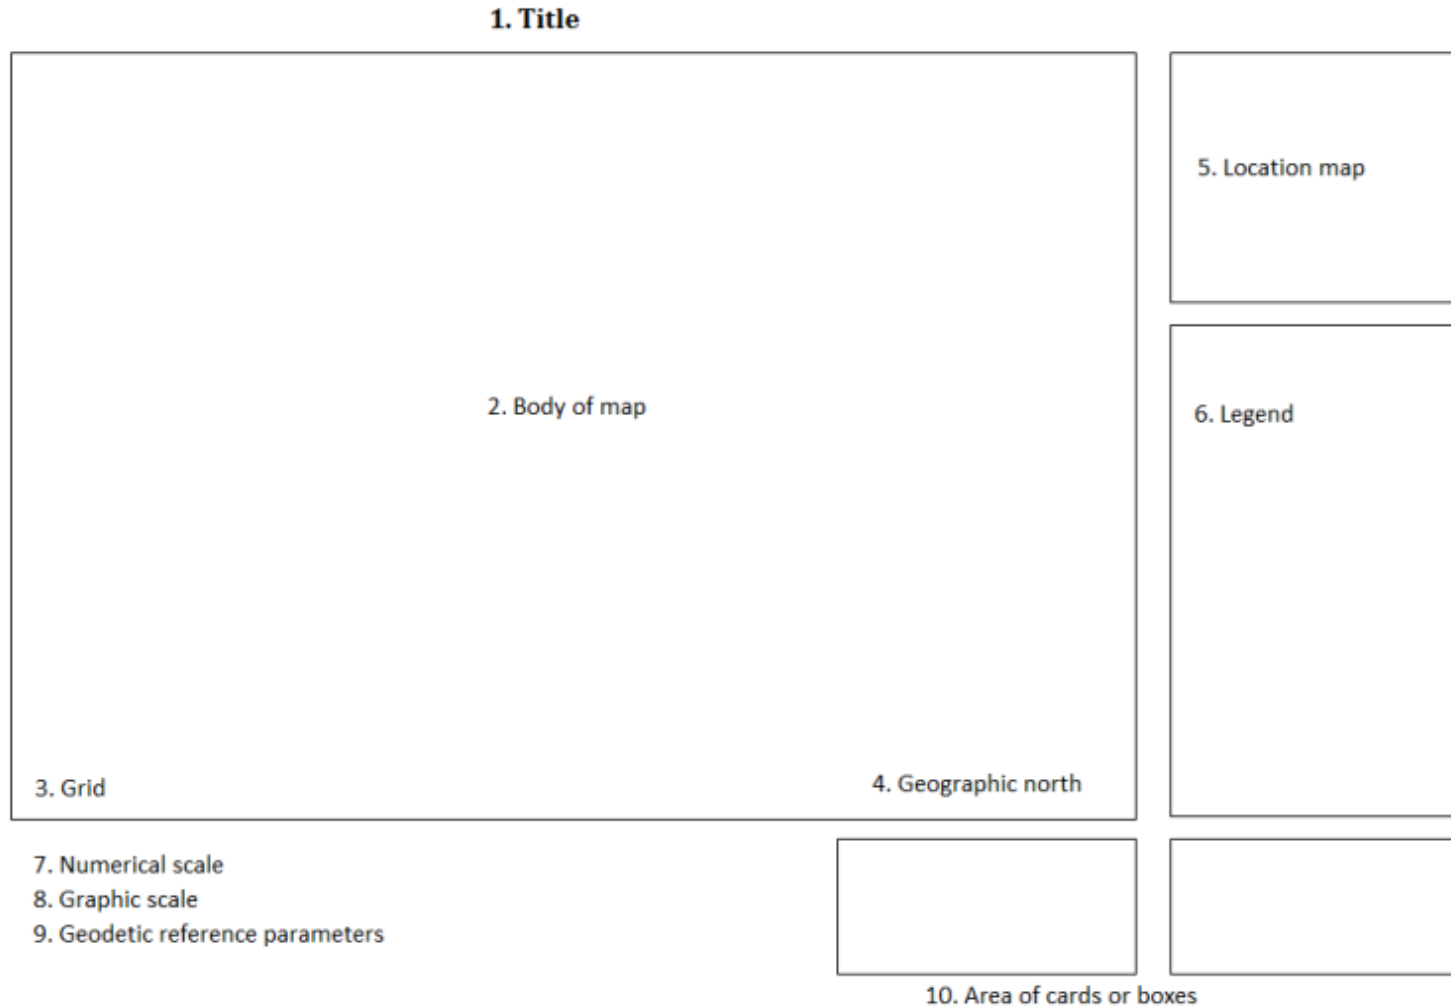 1. Title
5. Location map
2. Body of map
6. Legend
3. Grid
4. Geographic north
7. Numerical scale
8. Graphic scale
9. Geodetic reference parameters
10. Area of cards or boxes